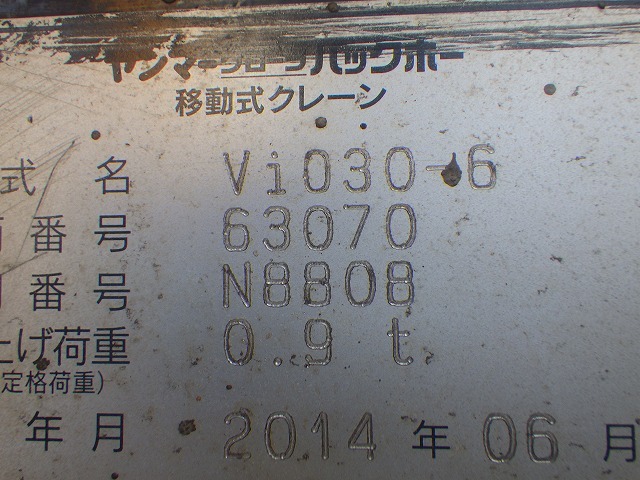 ヤンマークローラバックホー
移動式クレーン
式 名 ViO30-6
番号 63070
番号 N8808
上げ荷重 0.9 t
定格荷重)
年月 2014 年 06 月